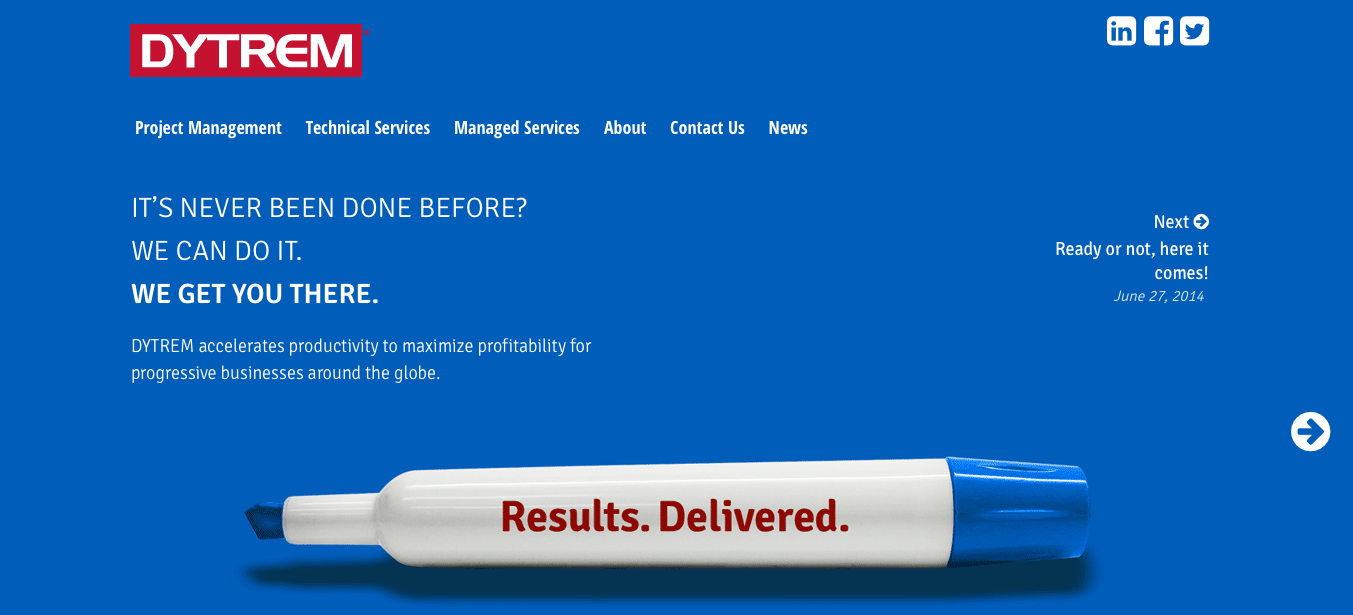 DYTREM
Project Management Technical Services Managed Services About Contact Us News
IT’S NEVER BEEN DONE BEFORE?
WE CAN DO IT.
WE GET YOU THERE.
DYTREM accelerates productivity to maximize profitability for
progressive businesses around the globe.
Next
Ready or not, here it
comes!
June 27, 2014
Results. Delivered.